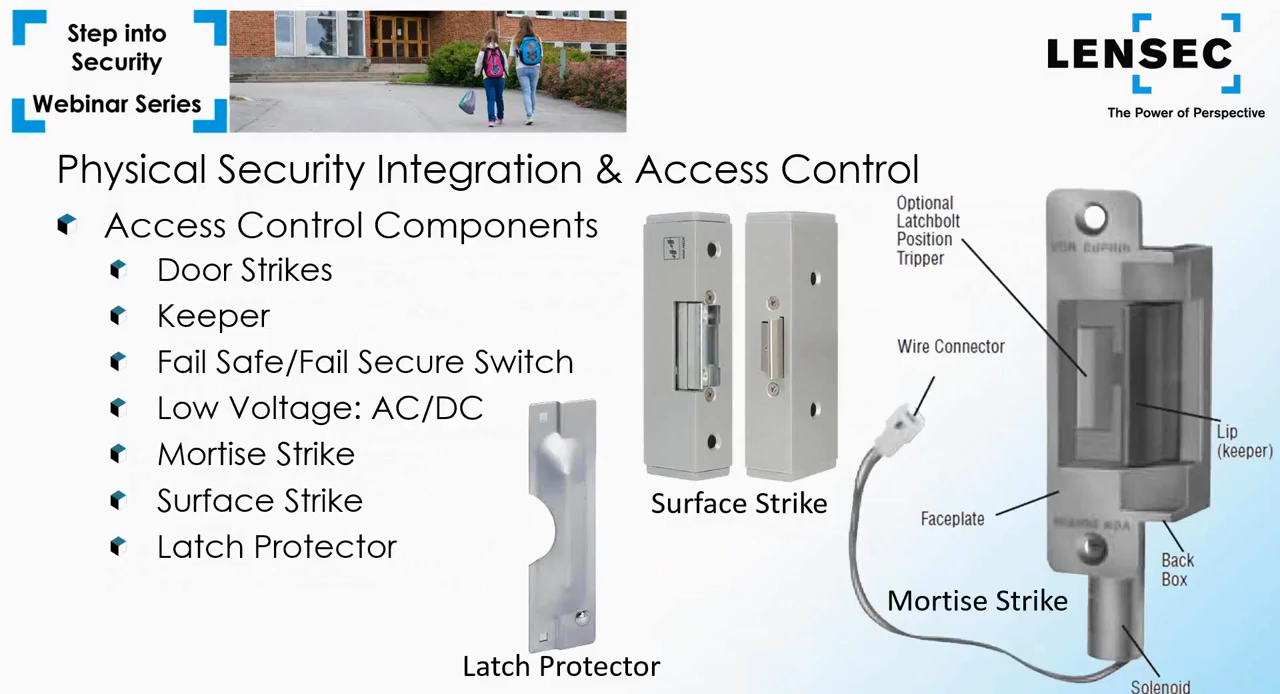 Step into
Security
Webinar Series
LENSEC
The Power of Perspective
Physical Security Integration & Access Control
Access Control Components
Door Strikes
Keeper
Fail Safe/Fail Secure Switch
Low Voltage: AC/DC
Mortise Strike
Surface Strike
Latch Protector
Latch Protector
Surface Strike
Optional
Latchbolt
Position
Tripper
Wire Connector
Lip
(keeper)
Faceplate
Back
Box
Mortise Strike
Solenoid